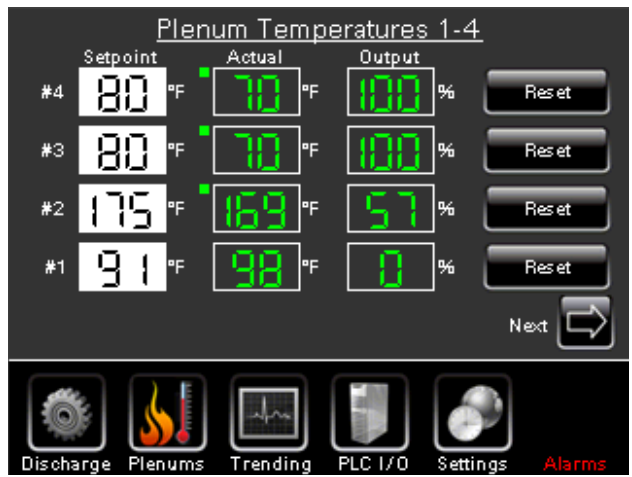 Plenum Temperatures 1-4
Setpoint Actual Output
#4 80 °F 70 °F 100 % Reset
#3 80 °F 70 °F 100 % Reset
#2 175 °F 169 °F 57 % Reset
#1 91 °F 98 °F 0 % Reset
Next
Discharge Plenums Trending PLC I/O Settings Alarms